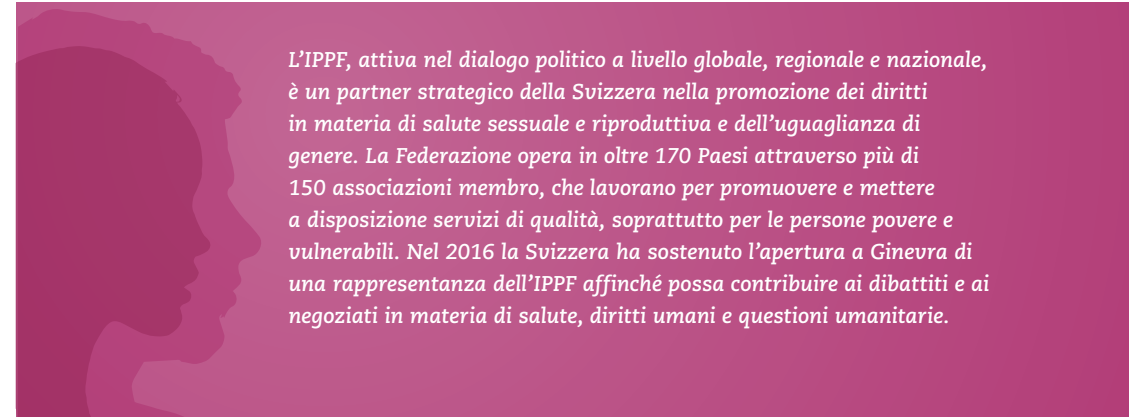 L’IPPF, attiva nel dialogo politico a livello globale, regionale e nazionale,
è un partner strategico della Svizzera nella promozione dei diritti
in materia di salute sessuale e riproduttiva e dell’uguaglianza di
genere. La Federazione opera in oltre 170 Paesi attraverso più di
150 associazioni membro, che lavorano per promuovere e mettere
a disposizione servizi di qualità, soprattutto per le persone povere e
vulnerabili. Nel 2016 la Svizzera ha sostenuto l’apertura a Ginevra di
una rappresentanza dell’IPPF affinché possa contribuire ai dibattiti e ai
negoziati in materia di salute, diritti umani e questioni umanitarie.